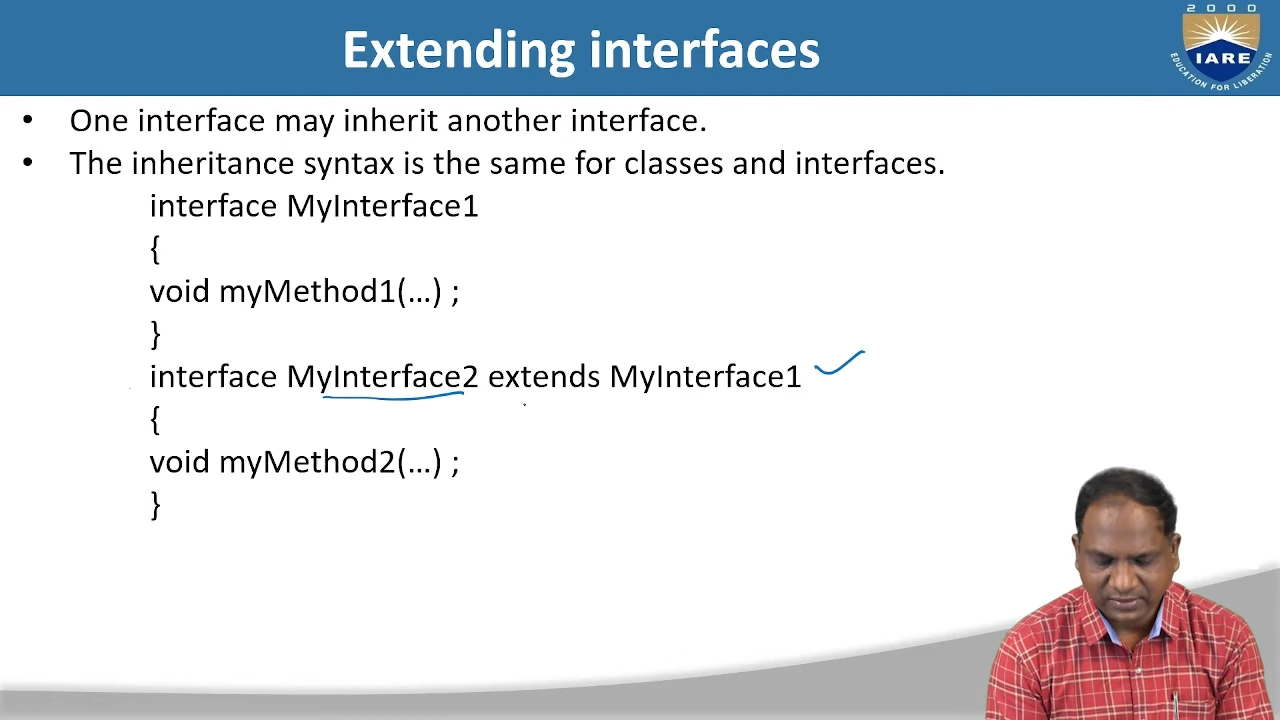 Extending interfaces
2000
IARE
EDUCATION FOR LIBERATION
• One interface may inherit another interface.
• The inheritance syntax is the same for classes and interfaces.
interface MyInterface1
{
void myMethod1(…) ;
}
interface MyInterface2 extends MyInterface1
{
void myMethod2(…) ;
}